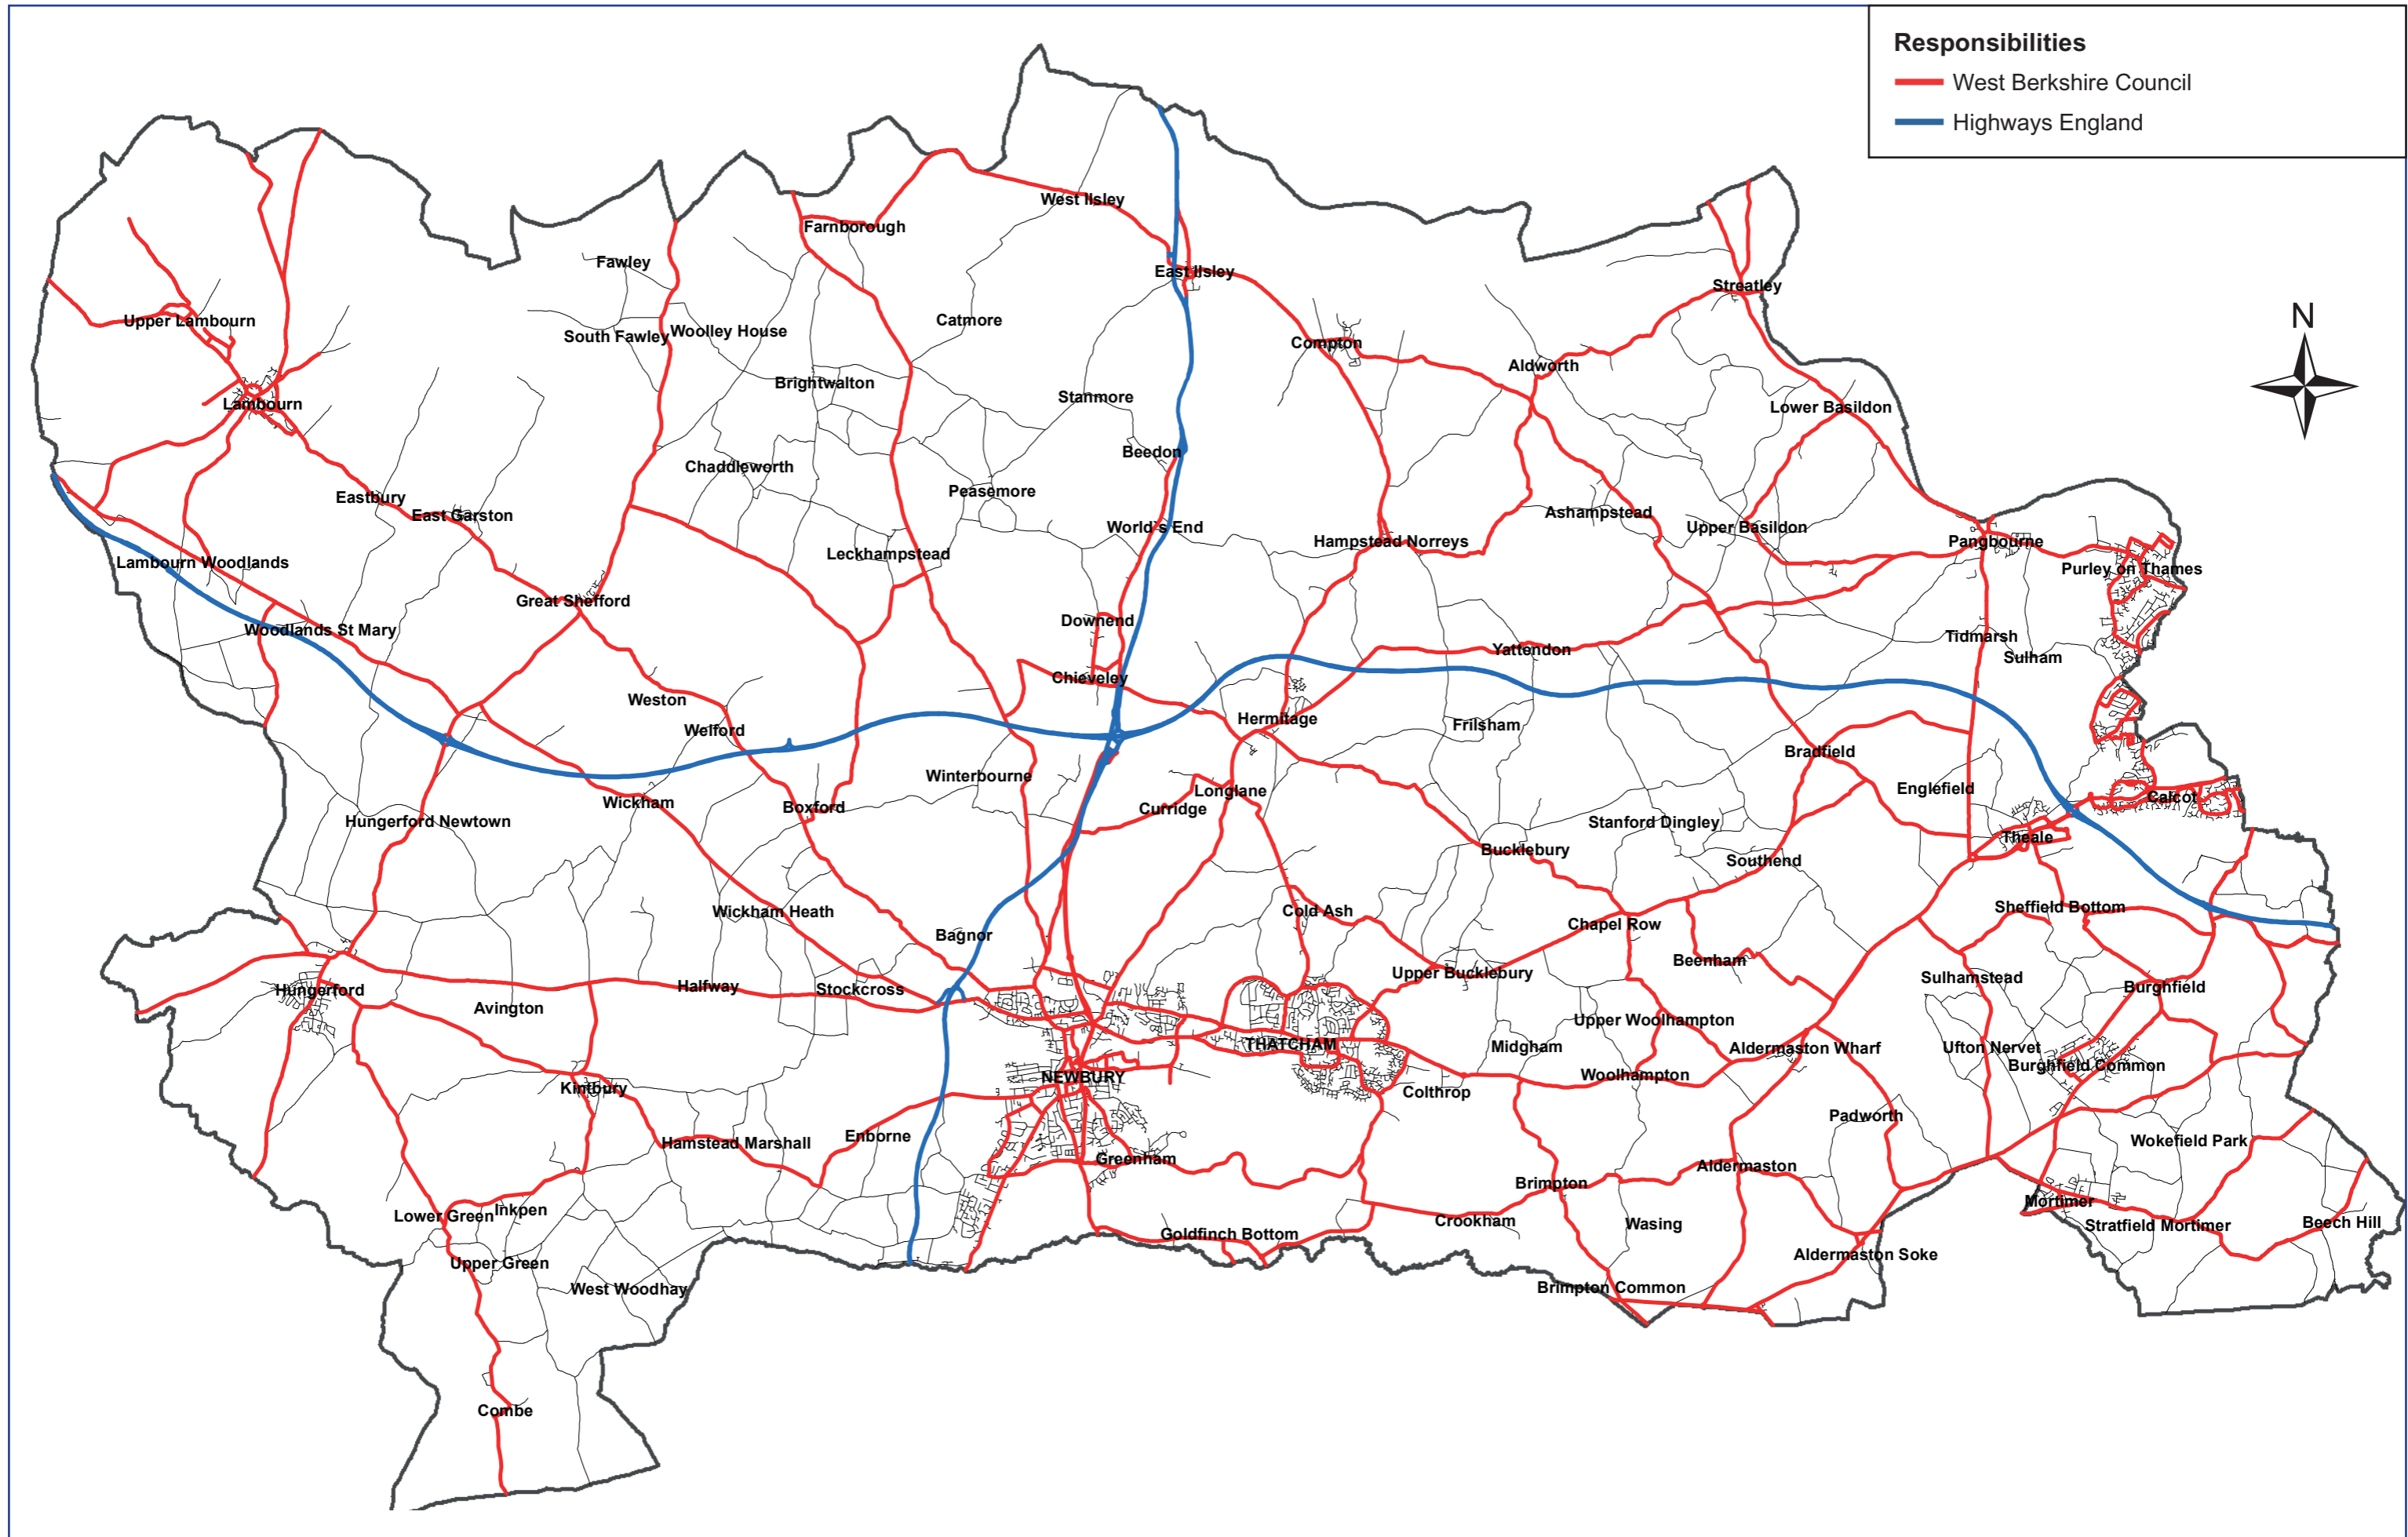 Responsibilities
West Berkshire Council
Highways England
N
West Ilsley
Farnborough
Fawley
East Ilsley
Streatley
Upper Lambourn
South Fawley
Woolley House
Catmore
Compton
Aldworth
Brightwalton
Stanmore
Lambourn
Lower Basildon
Beedon
Chaddleworth
Eastbury
Peasemore
East Garston
Ashampstead
World's End
Upper Basildon
Hampstead Norreys
Pangbourne
Leckhampstead
Lambourn Woodlands
Purley on Thames
Great Shefford
Downend
Woodlands St Mary
Tidmarsh
Yattendon
Sulham
Chieveley
Weston
Hermitage
Frilsham
Welford
Bradfield
Winterbourne
Englefield
Longlane
Calcot
Wickham
Boxford
Curridge
Hungerford Newtown
Stanford Dingley
Theale
Bucklebury
Southend
Wickham Heath
Cold Ash
Sheffield Bottom
Chapel Row
Bagnor
Beenham
Upper Bucklebury
Sulhamstead
Halfway
Burghfield
Hungerford
Stockcross
Avington
Upper Woolhampton
THATCHAM
Midgham
Aldermaston Wharf
Ufton Nervet
Burghfield Common
NEWBURY
Woolhampton
Kintbury
Colthrop
Padworth
Enborne
Wokefield Park
Hamstead Marshall
Greenham
Aldermaston
Brimpton
Mortimer
Inkpen
Lower Green
Crookham
Wasing
Beech Hill
Stratfield Mortimer
Goldfinch Bottom
Aldermaston Soke
Upper Green
West Woodhay
Brimpton Common
Combe